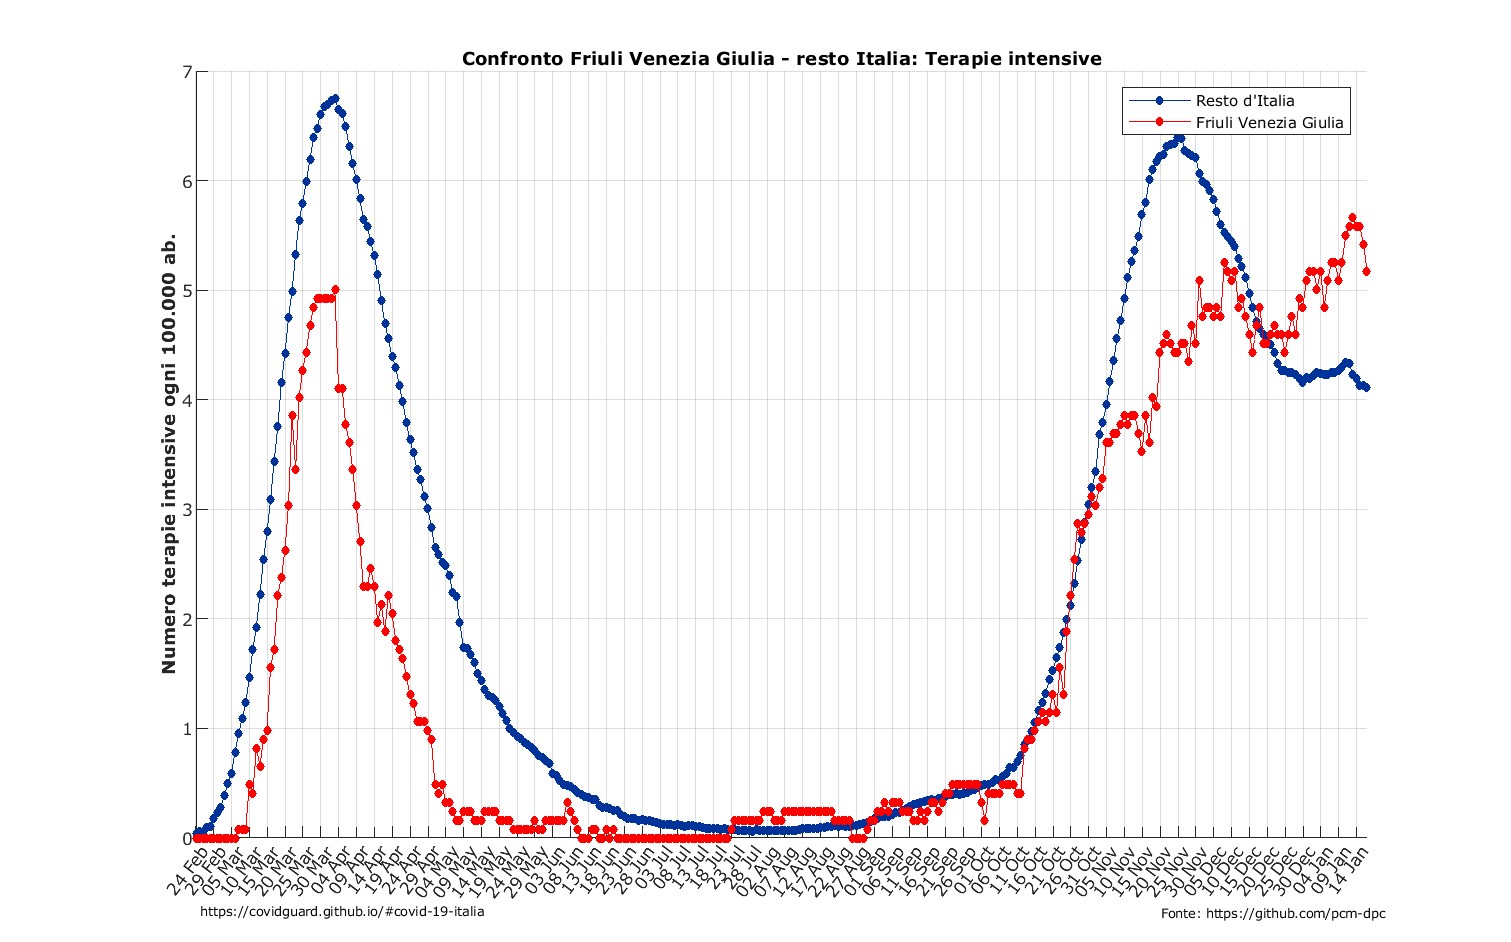 Confronto Friuli Venezia Giulia - resto Italia: Terapie intensive
Resto d'Italia
Friuli Venezia Giulia
Numero terapie intensive ogni 100.000 ab.
7
6
5
4
3
2
1
0
24 Feb
29 Feb
05 Mar
10 Mar
15 Mar
20 Mar
25 Mar
30 Mar
04 Apr
09 Apr
14 Apr
19 Apr
24 Apr
29 Apr
04 May
09 May
14 May
19 May
24 May
29 May
03 Jun
08 Jun
13 Jun
18 Jun
23 Jun
28 Jun
03 Jul
08 Jul
13 Jul
18 Jul
23 Jul
28 Jul
02 Aug
07 Aug
12 Aug
17 Aug
22 Aug
27 Aug
01 Sep
06 Sep
11 Sep
16 Sep
21 Sep
26 Sep
01 Oct
06 Oct
11 Oct
16 Oct
21 Oct
26 Oct
31 Oct
05 Nov
10 Nov
15 Nov
20 Nov
25 Nov
30 Nov
05 Dec
10 Dec
15 Dec
20 Dec
25 Dec
30 Dec
04 Jan
09 Jan
14 Jan
https://covidguard.github.io/#covid-19-italia
Fonte: https://github.com/pcm-dpc